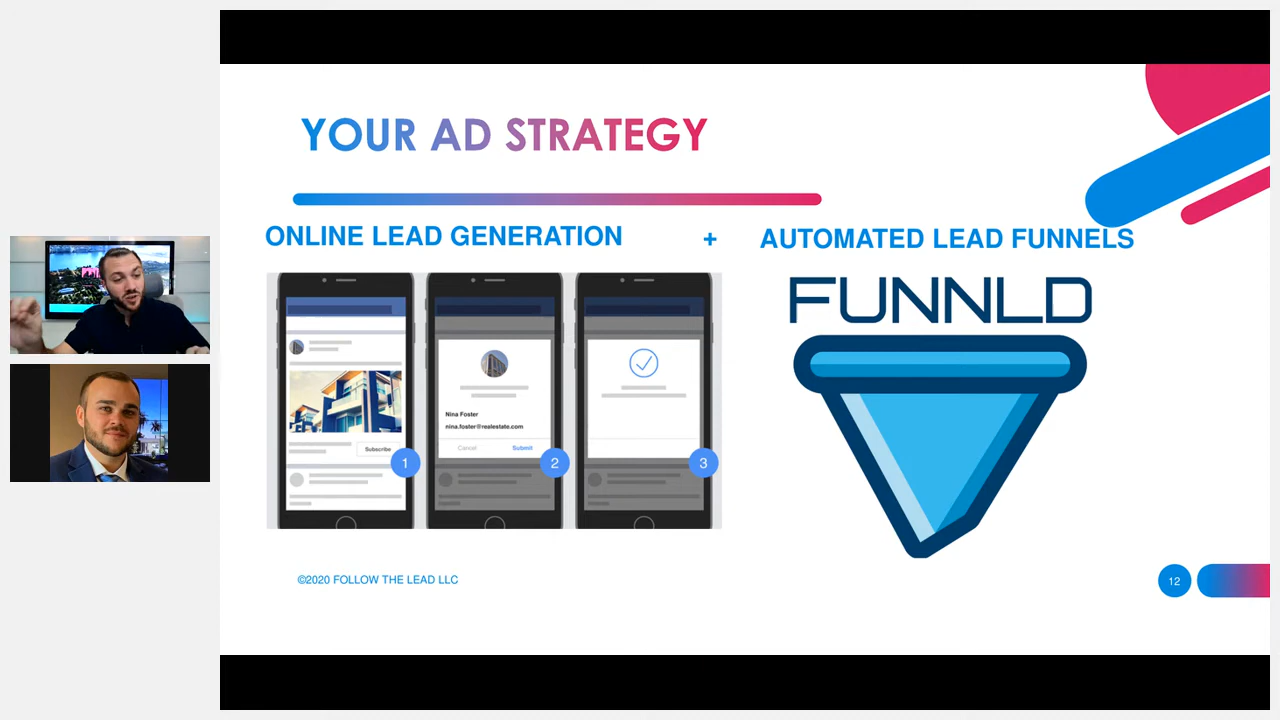 YOUR AD STRATEGY
ONLINE LEAD GENERATION + AUTOMATED LEAD FUNNELS
FUNNLD
Nina Foster
nina.foster@realestate.com
Subscribe
Cancel Submit
1
2
3
©2020 FOLLOW THE LEAD LLC
12